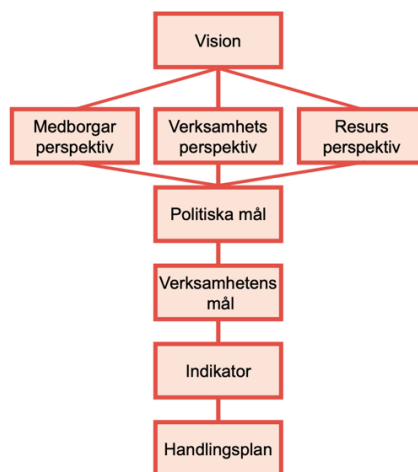 Vision
Medborgar
perspektiv
Verksamhets
perspektiv
Resurs
perspektiv
Politiska mål
Verksamhetens
mål
Indikator
Handlingsplan